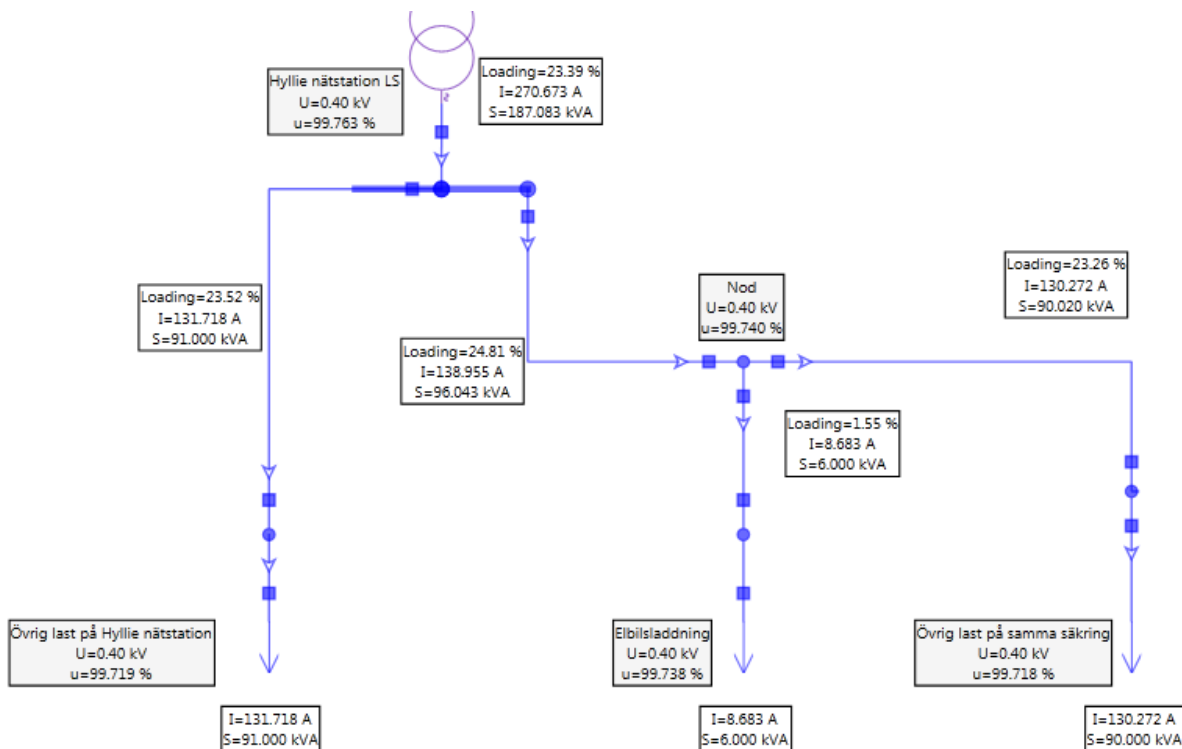 Hyllie nätstation LS
U=0.40 kV
u=99.763 %
Loading=23.39 %
I=270.673 A
S=187.083 kVA
Loading=23.52 %
I=131.718 A
S=91.000 kVA
Loading=24.81 %
I=138.955 A
S=96.043 kVA
Nod
U=0.40 kV
u=99.740 %
Loading=23.26 %
I=130.272 A
S=90.020 kVA
Loading=1.55 %
I=8.683 A
S=6.000 kVA
Övrig last på Hyllie nätstation
U=0.40 kV
u=99.719 %
I=131.718 A
S=91.000 kVA
Elbilsladdning
U=0.40 kV
u=99.738 %
I=8.683 A
S=6.000 kVA
Övrig last på samma säkring
U=0.40 kV
u=99.718 %
I=130.272 A
S=90.000 kVA